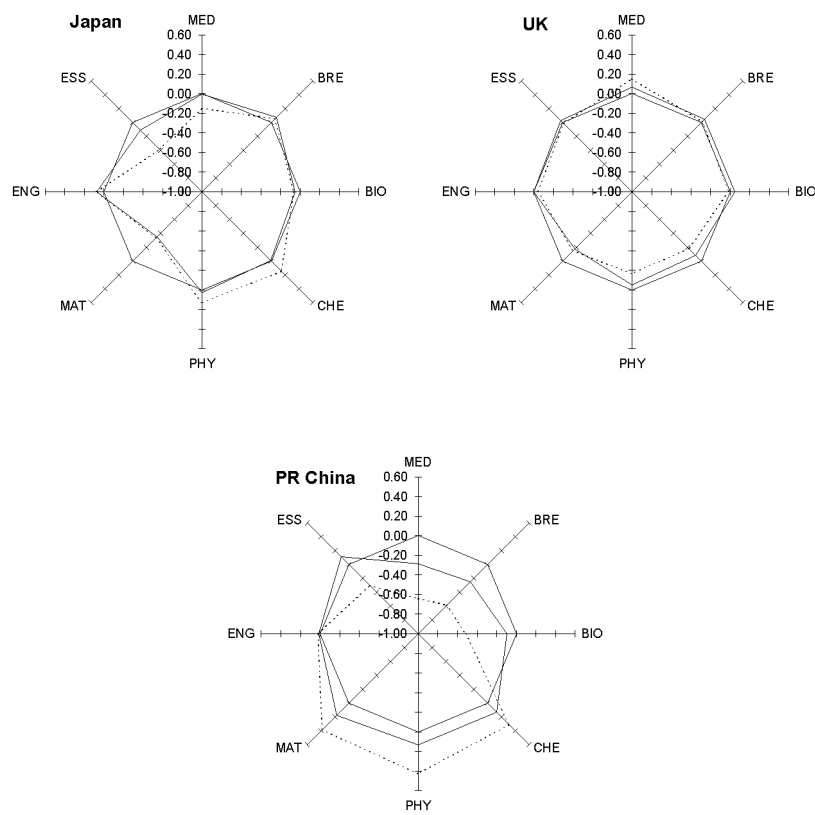 Japan
MED
0.60
0.40
0.20
0.00
-0.20
-0.40
-0.60
-0.80
-1.00
ESS
BRE
ENG
BIO
MAT
CHE
PHY
UK
MED
0.60
0.40
0.20
0.00
-0.20
-0.40
-0.60
-0.80
-1.00
ESS
BRE
ENG
BIO
MAT
CHE
PHY
PR China
MED
0.60
0.40
0.20
0.00
-0.20
-0.40
-0.60
-0.80
-1.00
ESS
BRE
ENG
BIO
MAT
CHE
PHY